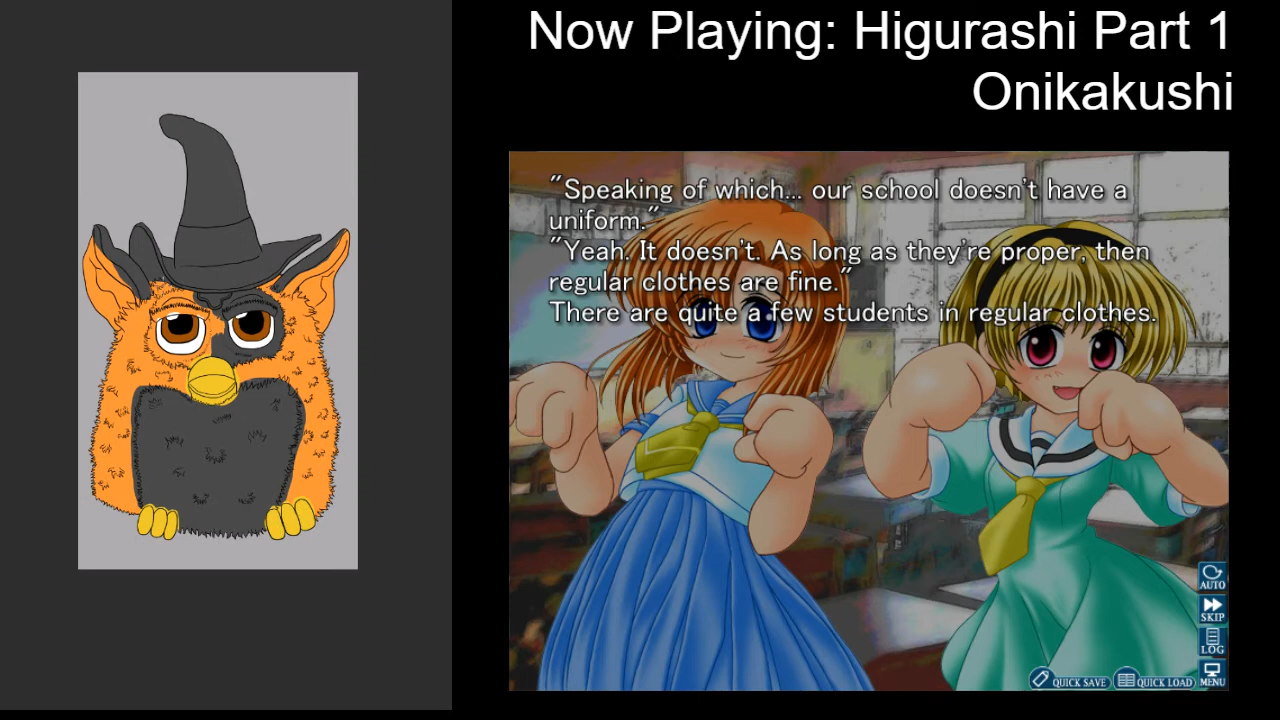 Now Playing: Higurashi Part 1
Onikakushi
"Speaking of which... our school doesn't have a
uniform."
"Yeah. It doesn't. As long as they're proper, then
regular clothes are fine."
There are quite a few students in regular clothes.
AUTO
SKIP
LOG
MENU
QUICK SAVE
QUICK LOAD